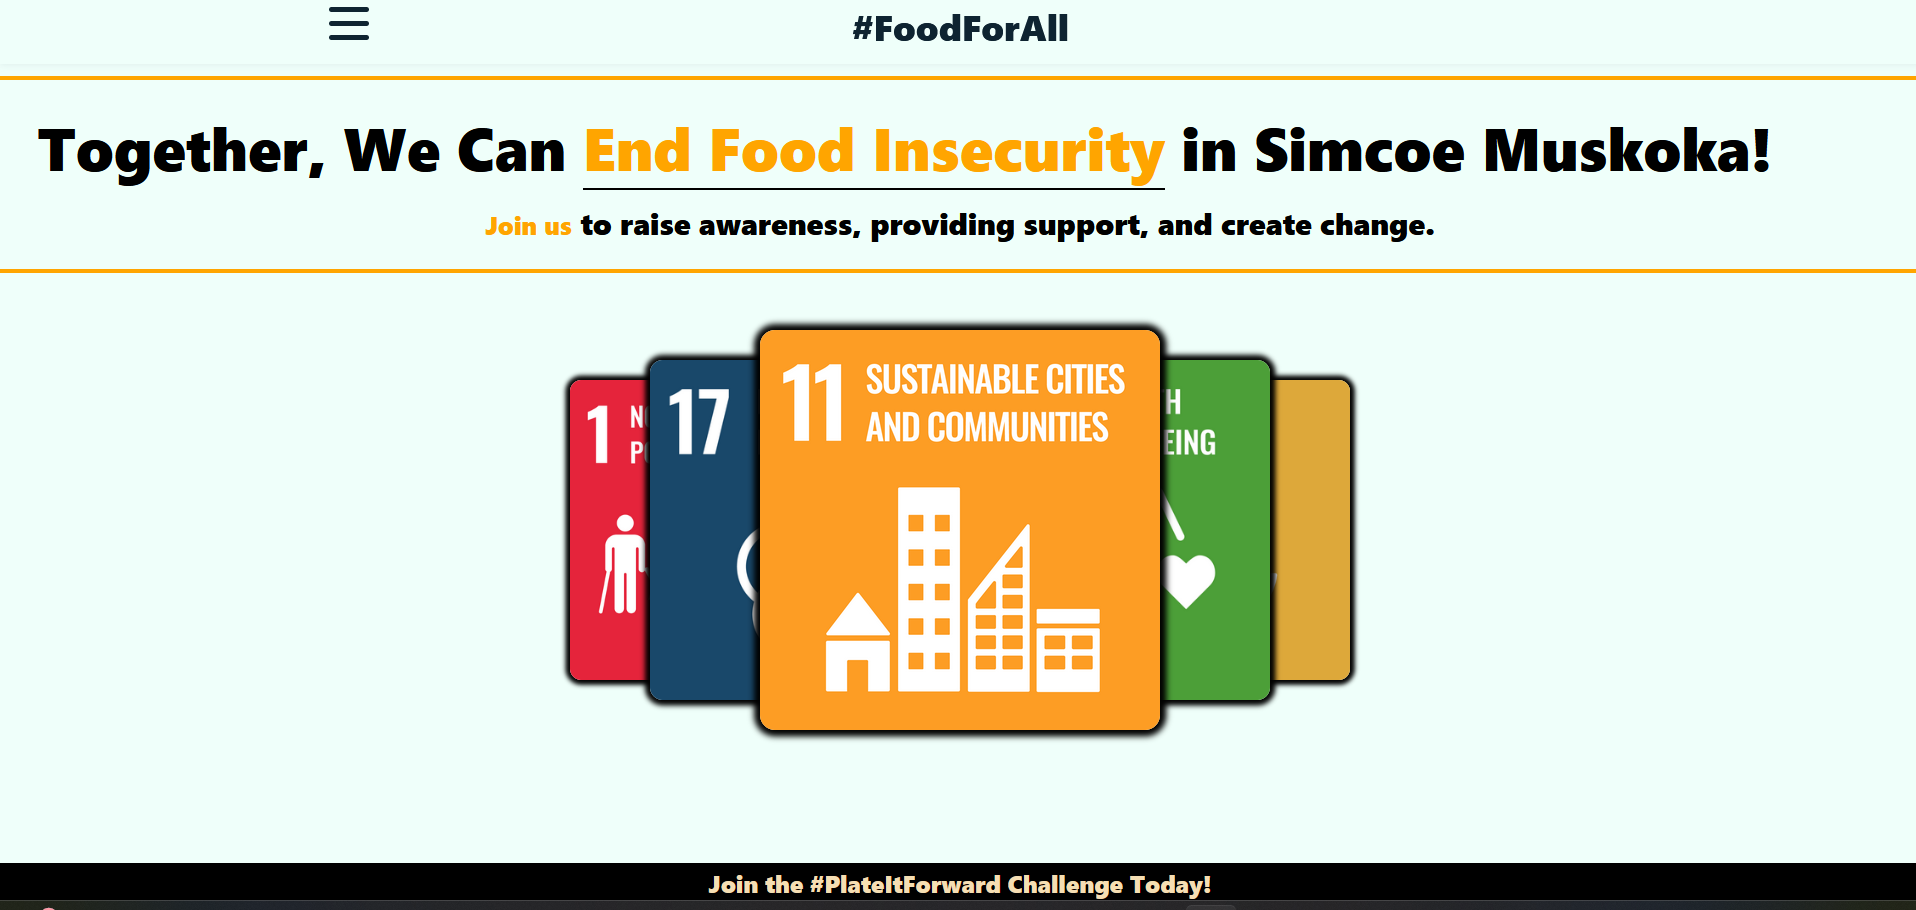 #FoodForAll
Together, We Can End Food Insecurity in Simcoe Muskoka!
Join us to raise awareness, providing support, and create change.
1
17
11 SUSTAINABLE CITIES
AND COMMUNITIES
H
EING
Join the #PlateItForward Challenge Today!